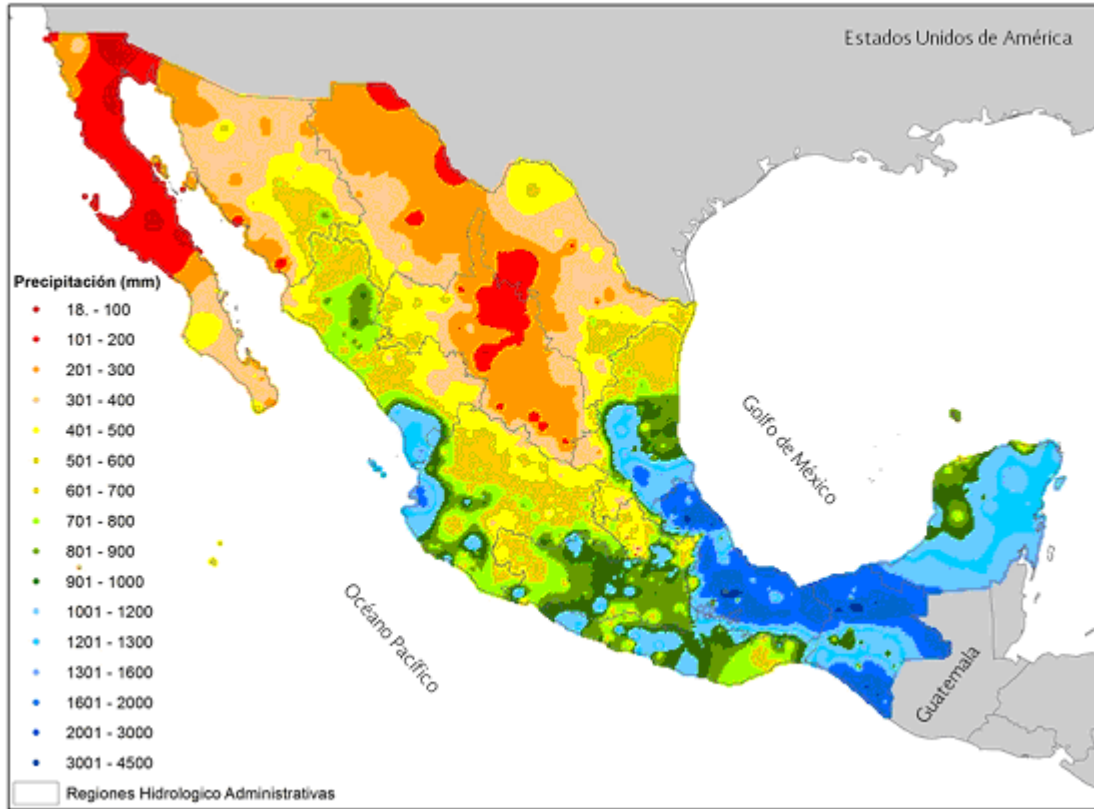 Estados Unidos de América
Golfo de México
Océano Pacífico
Guatemala
Precipitación (mm)
18. - 100
101 - 200
201 - 300
301 - 400
401 - 500
501 - 600
601 - 700
701 - 800
801 - 900
901 - 1000
1001 - 1200
1201 - 1300
1301 - 1600
1601 - 2000
2001 - 3000
3001 - 4500
Regiones Hidrologico Administrativas